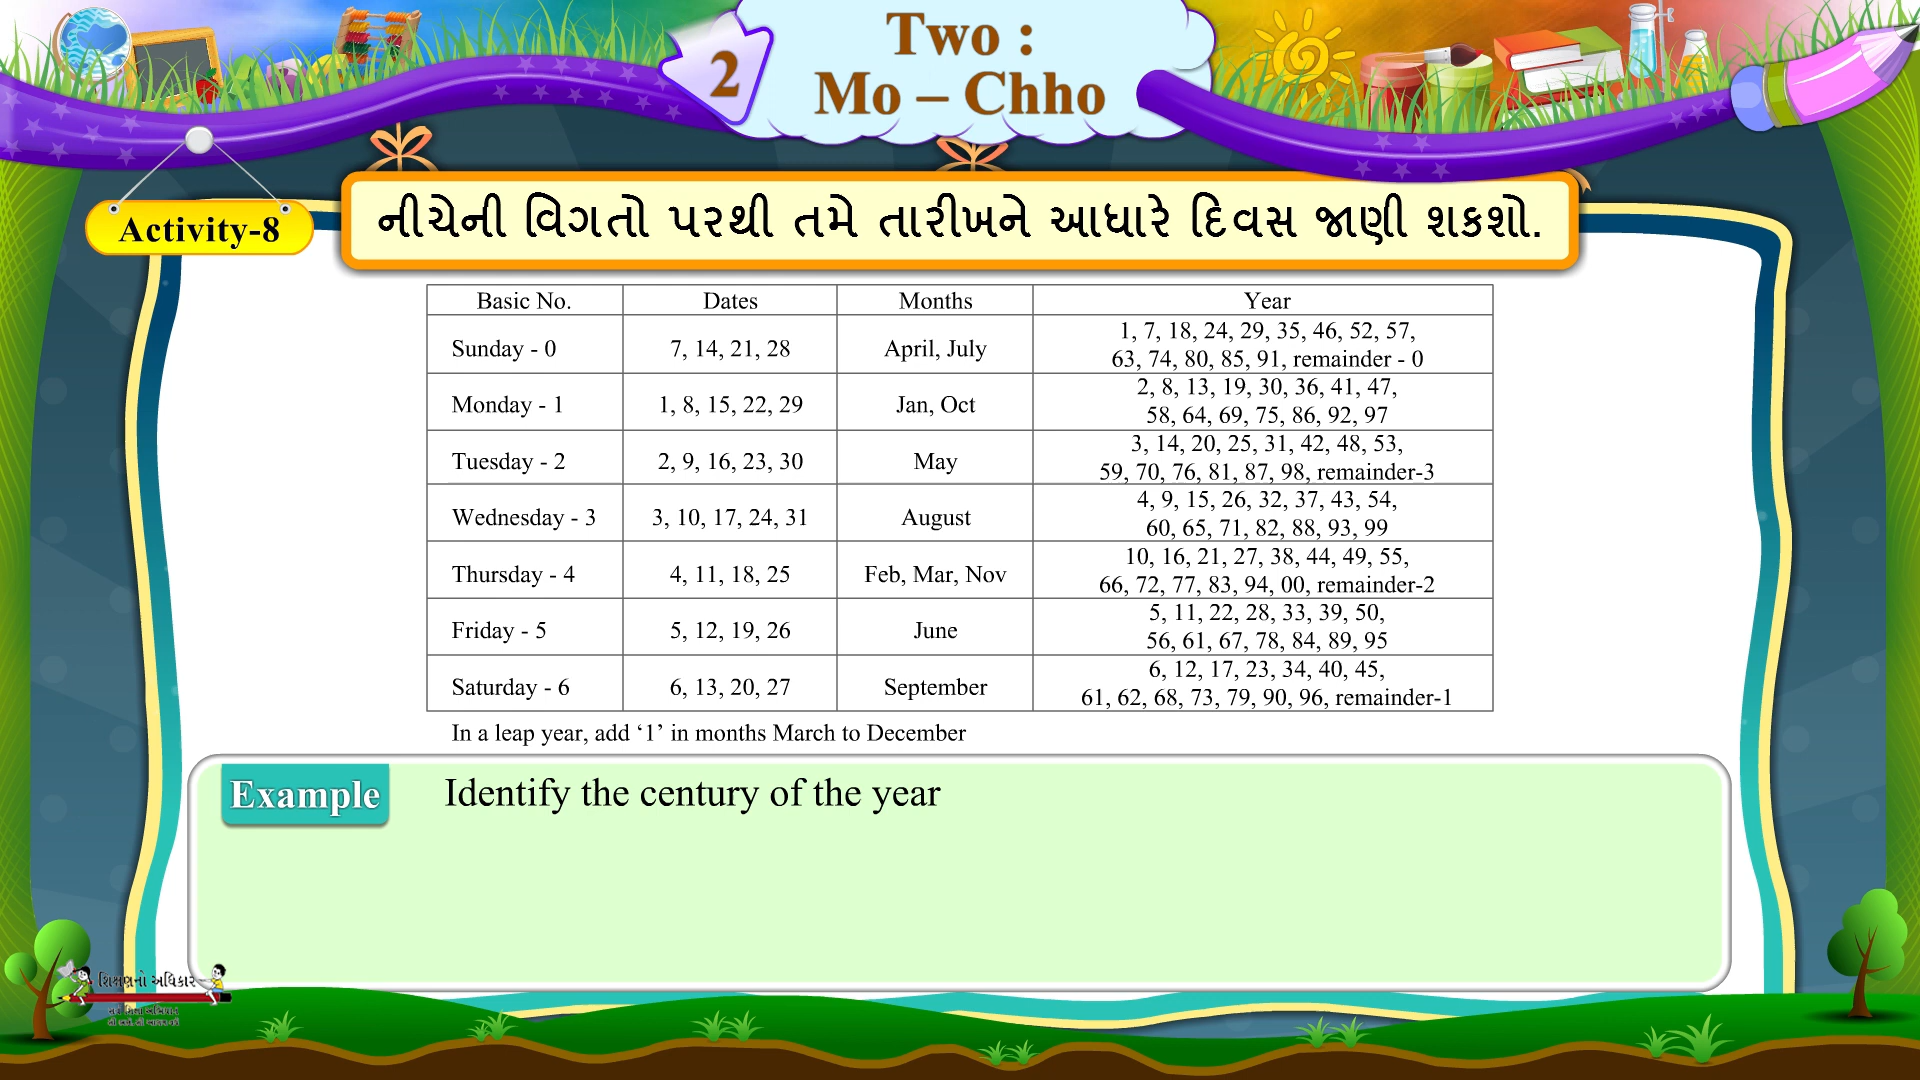 2
Two :
Mo – Chho
Activity-8
નીચેની વિગતો પરથી તમે તારીખને આધારે દિવસ જાણી શકશો.
Basic No. Dates Months Year
Sunday - 0 7, 14, 21, 28 April, July 1, 7, 18, 24, 29, 35, 46, 52, 57,
63, 74, 80, 85, 91, remainder - 0
Monday - 1 1, 8, 15, 22, 29 Jan, Oct 2, 8, 13, 19, 30, 36, 41, 47,
58, 64, 69, 75, 86, 92, 97
Tuesday - 2 2, 9, 16, 23, 30 May 3, 14, 20, 25, 31, 42, 48, 53,
59, 70, 76, 81, 87, 98, remainder-3
Wednesday - 3 3, 10, 17, 24, 31 August 4, 9, 15, 26, 32, 37, 43, 54,
60, 65, 71, 82, 88, 93, 99
Thursday - 4 4, 11, 18, 25 Feb, Mar, Nov 10, 16, 21, 27, 38, 44, 49, 55,
66, 72, 77, 83, 94, 00, remainder-2
Friday - 5 5, 12, 19, 26 June 5, 11, 22, 28, 33, 39, 50,
56, 61, 67, 78, 84, 89, 95
Saturday - 6 6, 13, 20, 27 September 6, 12, 17, 23, 34, 40, 45,
61, 62, 68, 73, 79, 90, 96, remainder-1
In a leap year, add ‘1’ in months March to December
Example Identify the century of the year
શિક્ષણનો અધિકાર